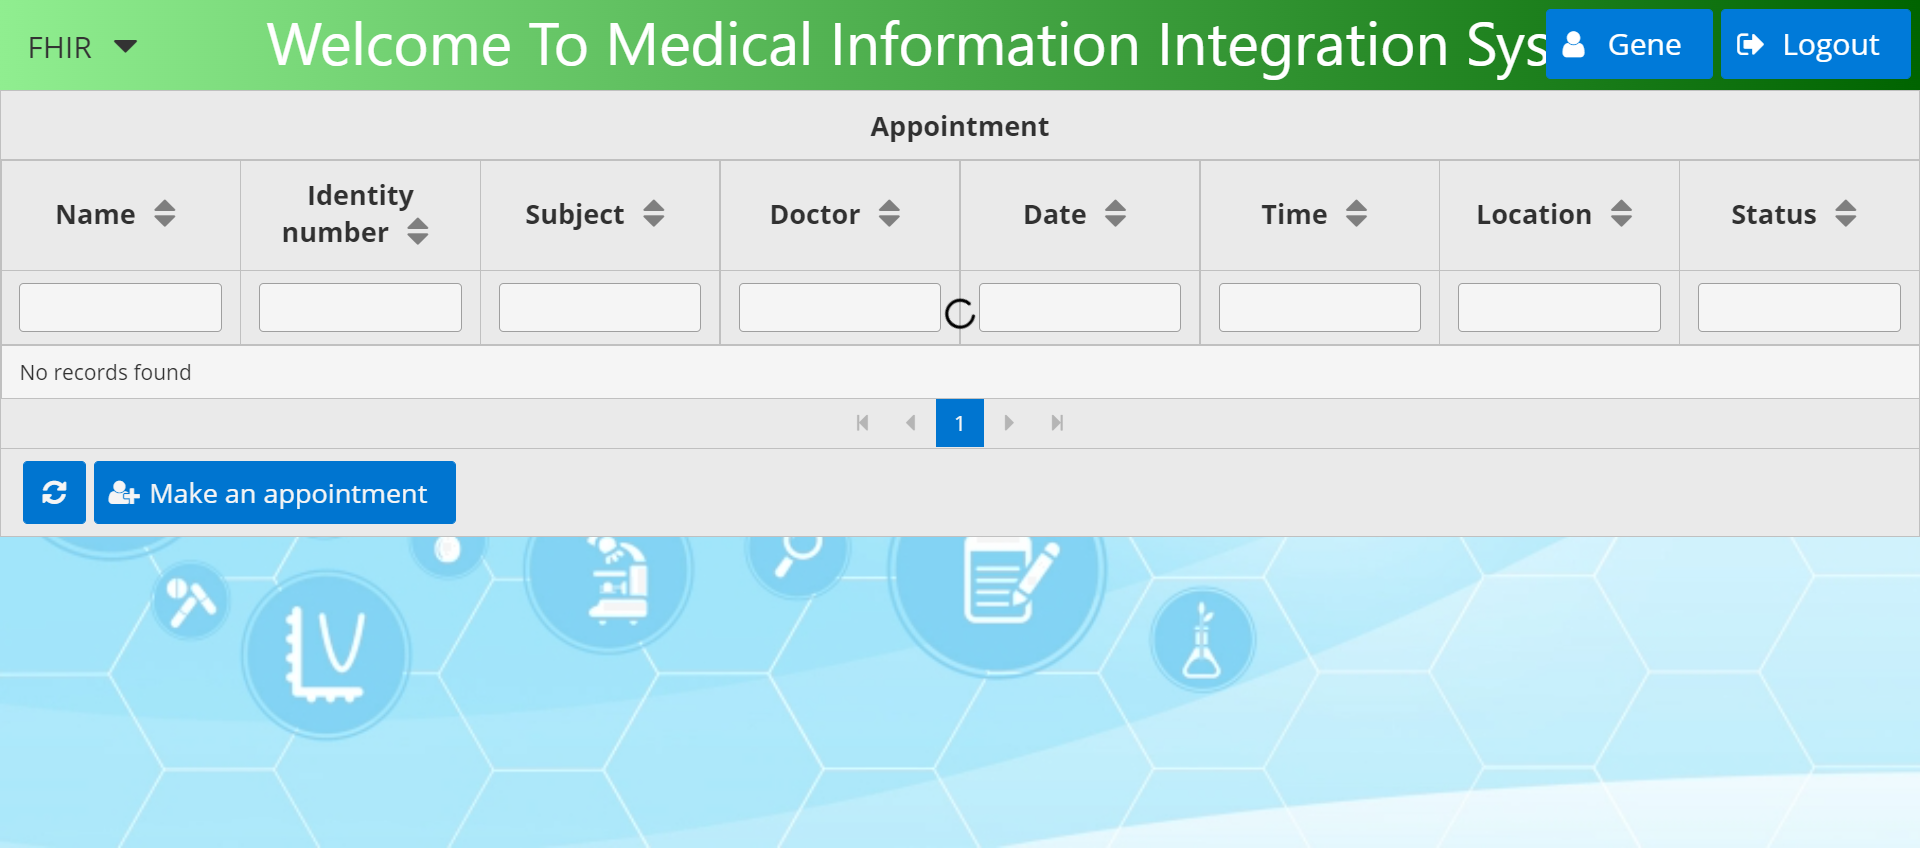 FHIR
Welcome To Medical Information Integration Sys
Gene
Logout
Appointment
Name
Identity
number
Subject
Doctor
Date
Time
Location
Status
No records found
1
Make an appointment